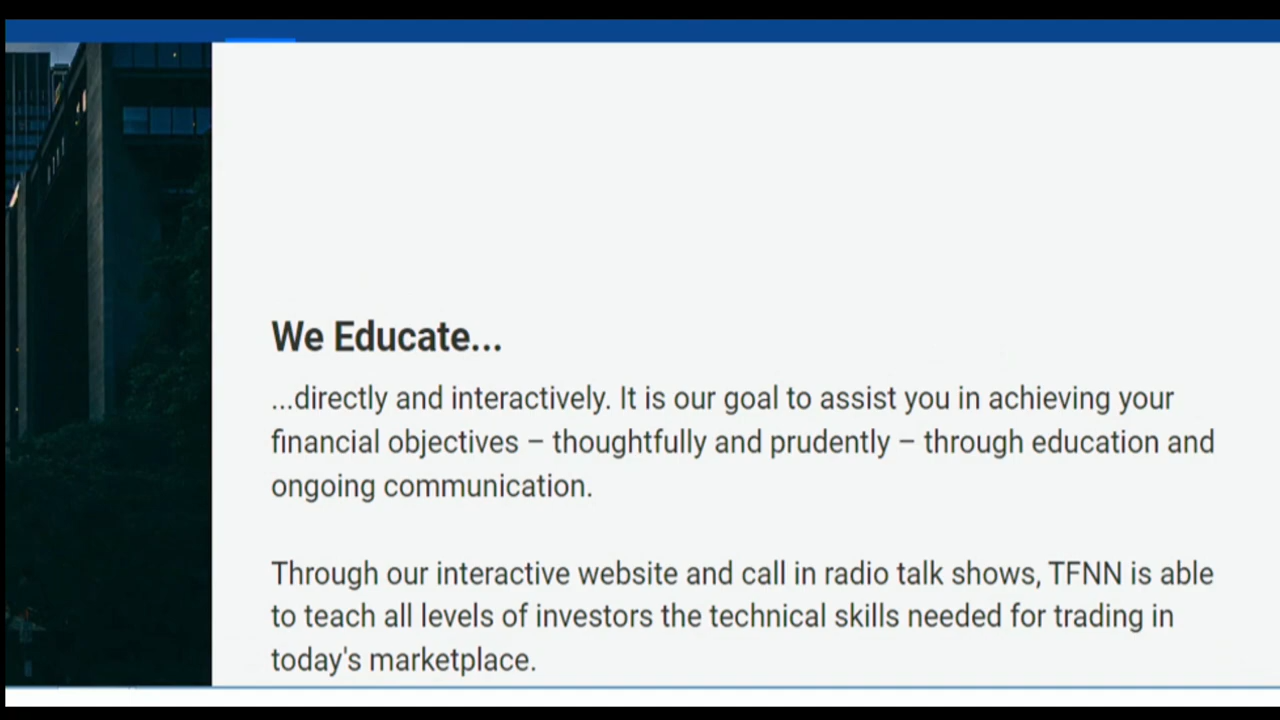 We Educate...
...directly and interactively. It is our goal to assist you in achieving your
financial objectives – thoughtfully and prudently – through education and
ongoing communication.
Through our interactive website and call in radio talk shows, TFNN is able
to teach all levels of investors the technical skills needed for trading in
today's marketplace.